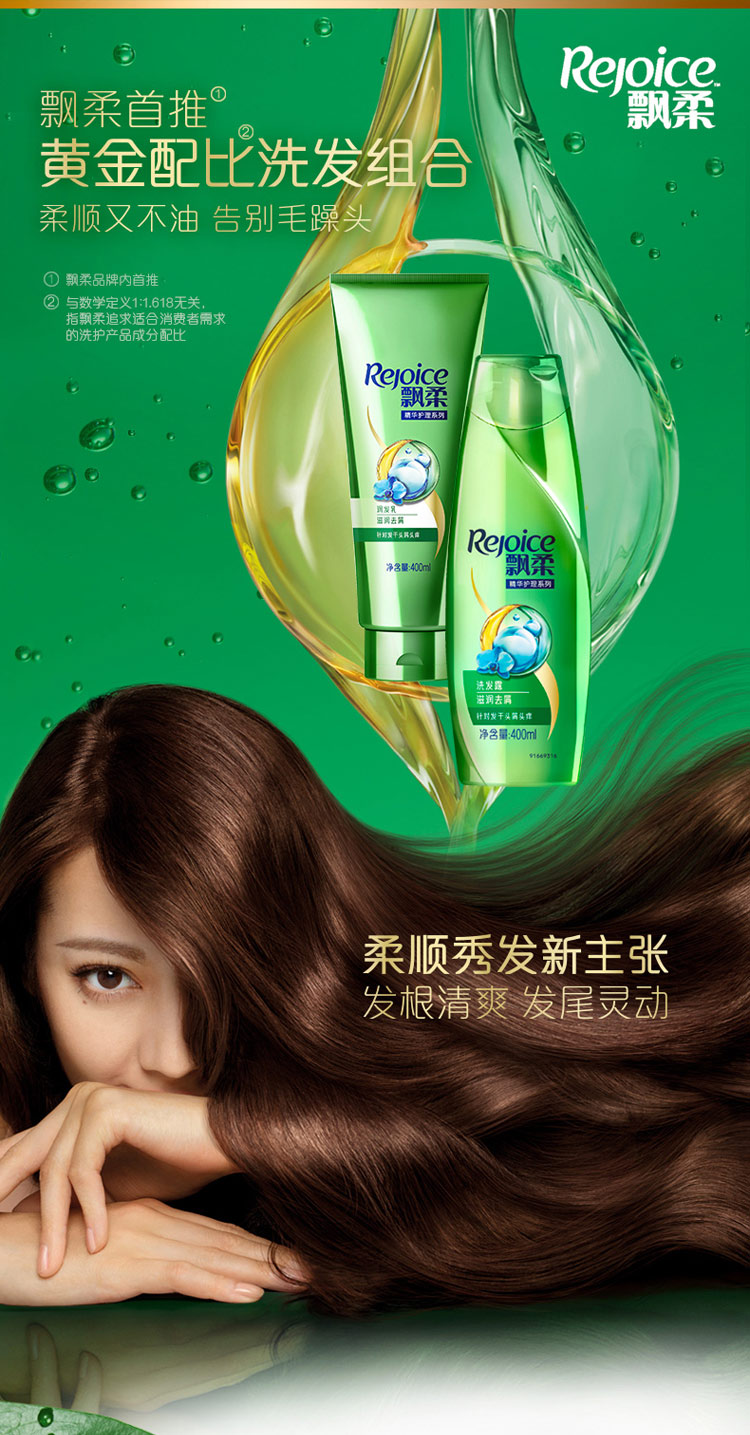 Rejoice™
飘柔
飘柔首推①
黄金配比②洗发组合
柔顺又不油 告别毛躁头
① 飘柔品牌内首推
② 与数学定义1:1.618无关,
指飘柔追求适合消费者需求
的洗护产品成分配比
Rejoice
飘柔
精华护理系列
润发乳
滋润去屑
针对发干头屑头痒
净含量:400ml
Rejoice
飘柔
精华护理系列
洗发露
滋润去屑
针对发干头屑头痒
净含量:400ml
91669316
柔顺秀发新主张
发根清爽 发尾灵动